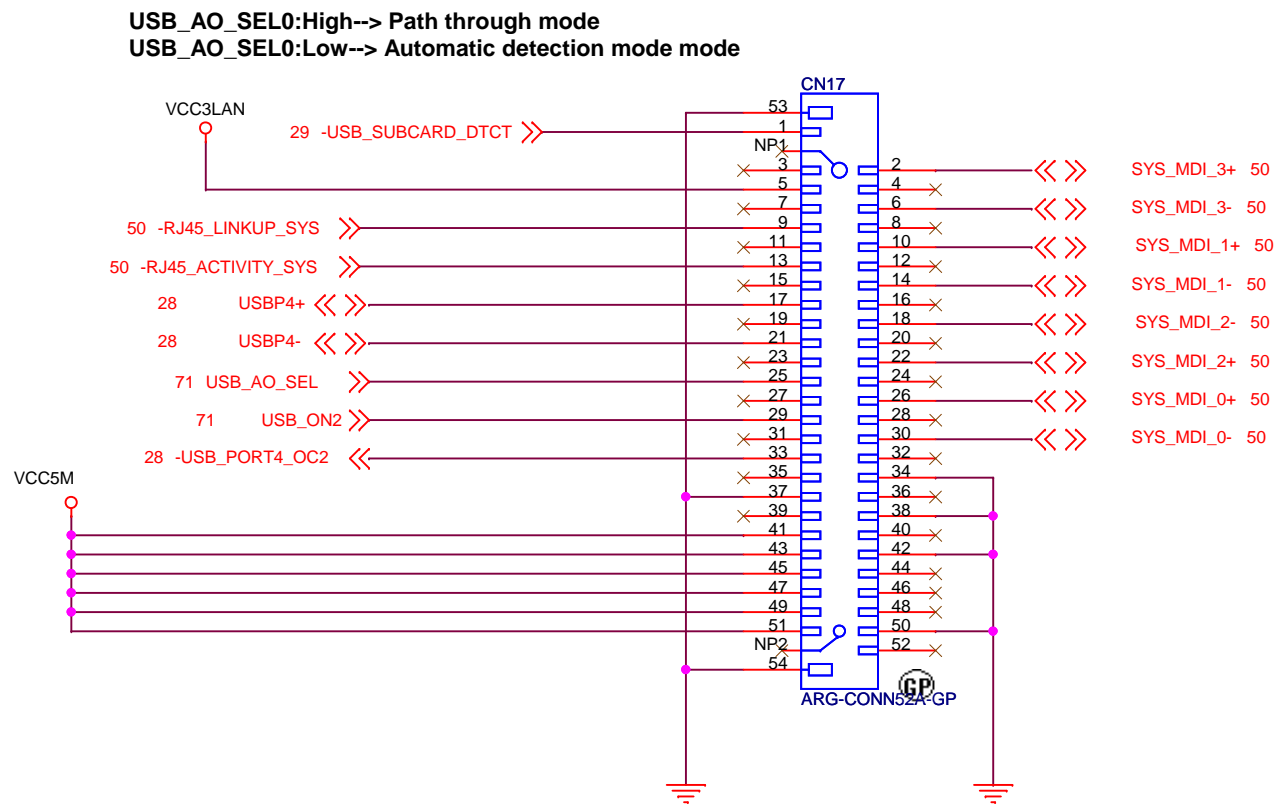 USB_AO_SEL0:High--> Path through mode
USB_AO_SEL0:Low--> Automatic detection mode mode
CN17
VCC3LAN
53
29 -USB_SUBCARD_DTCT
1
NP1
3
2
SYS_MDI_3+ 50
5
4
7
6
SYS_MDI_3- 50
50 -RJ45_LINKUP_SYS
9
8
11
10
SYS_MDI_1+ 50
50 -RJ45_ACTIVITY_SYS
13
12
15
14
SYS_MDI_1- 50
28 USBP4+
17
16
19
18
SYS_MDI_2- 50
28 USBP4-
21
20
23
22
SYS_MDI_2+ 50
71 USB_AO_SEL
25
24
27
26
SYS_MDI_0+ 50
71 USB_ON2
29
28
31
30
SYS_MDI_0- 50
28 -USB_PORT4_OC2
33
32
VCC5M
35
34
37
36
39
38
41
40
43
42
45
44
47
46
49
48
51
50
NP2
52
54
GP
ARG-CONN52A-GP